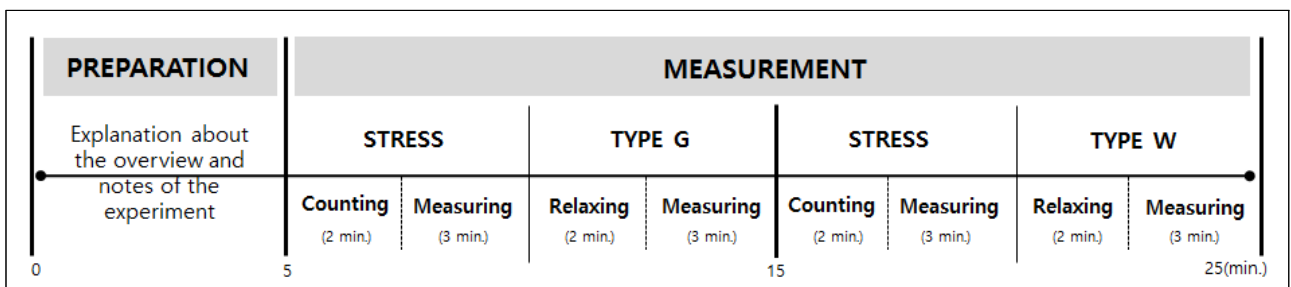 PREPARATION
MEASUREMENT
Explanation about
the overview and
notes of the
experiment
STRESS
TYPE G
STRESS
TYPE W
Counting
(2 min.)
Measuring
(3 min.)
Relaxing
(2 min.)
Measuring
(3 min.)
Counting
(2 min.)
Measuring
(3 min.)
Relaxing
(2 min.)
Measuring
(3 min.)
0
5
15
25(min.)